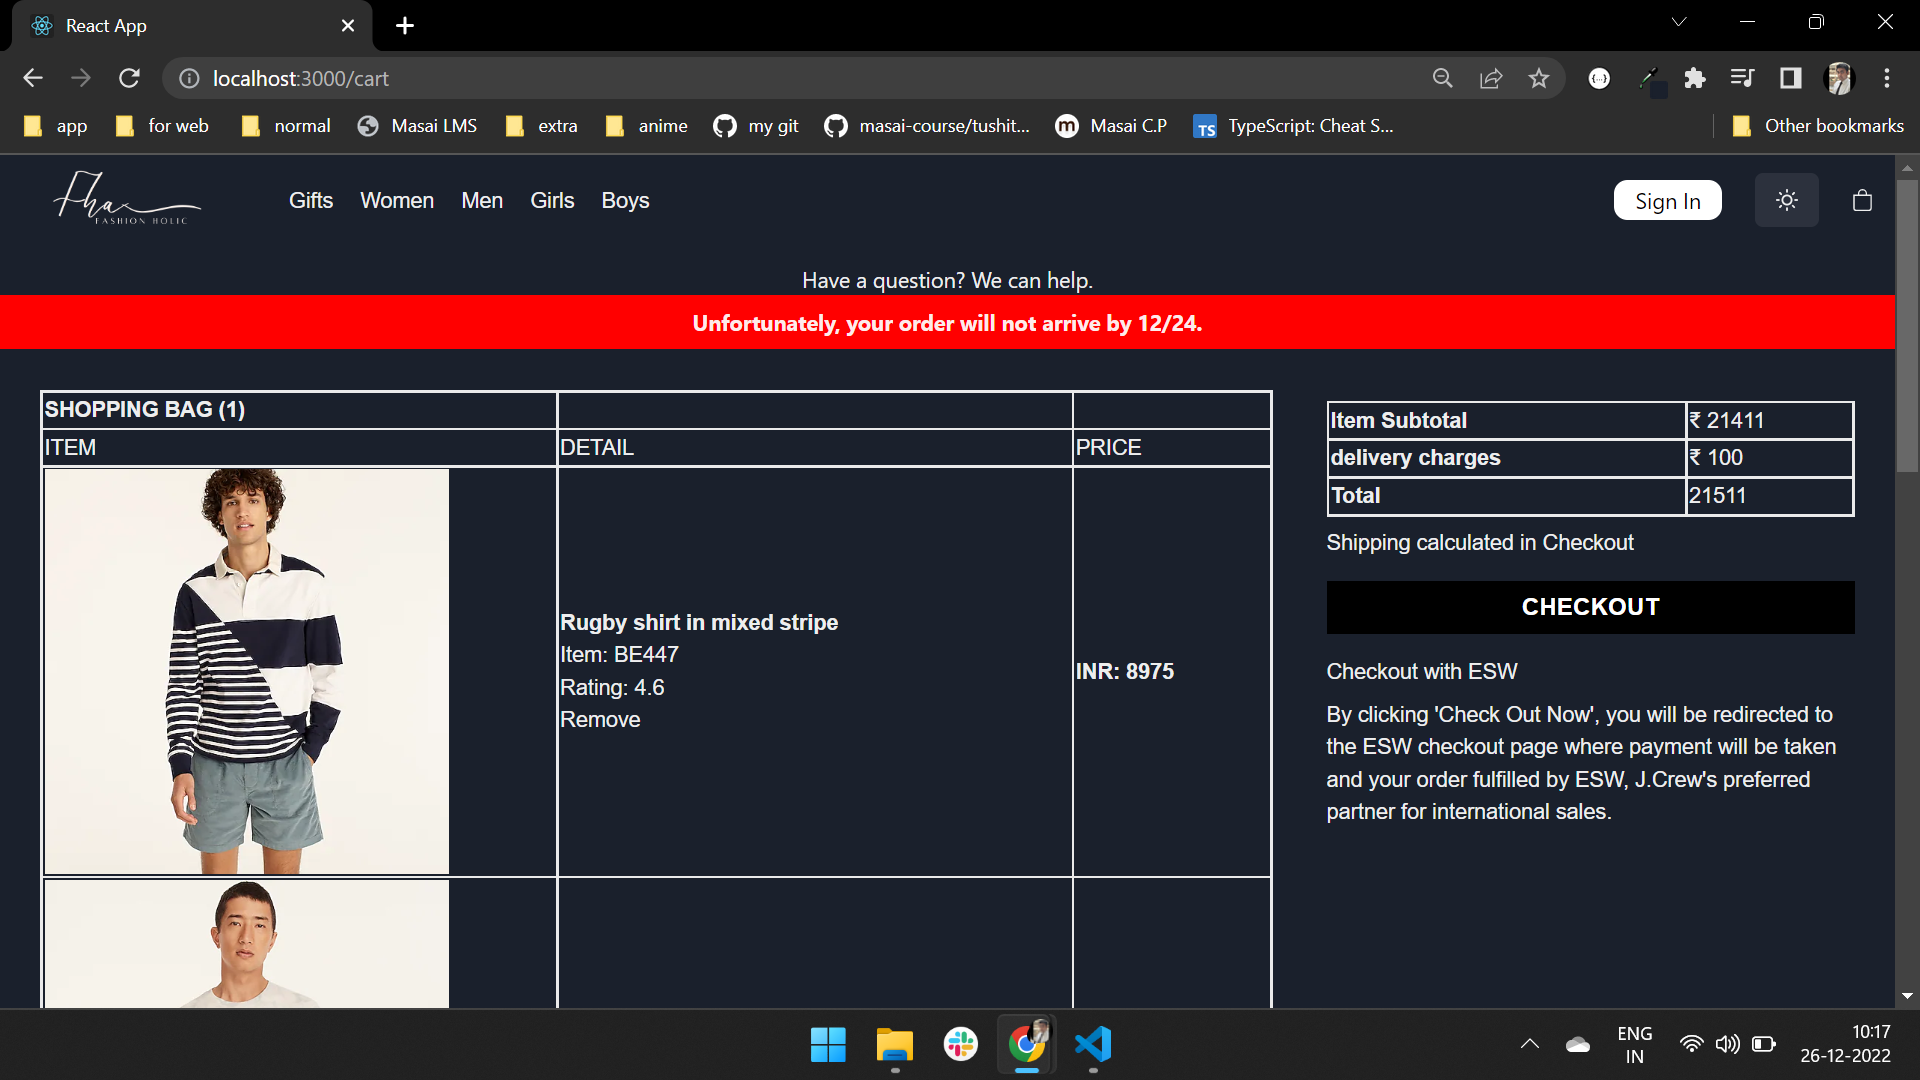 React App
localhost:3000/cart
app
for web
normal
Masai LMS
extra
anime
my git
masai-course/tushit...
m
Masai C.P
TS
TypeScript: Cheat S...
Other bookmarks
Fhax
FASHION HOLIC
Gifts
Women
Men
Girls
Boys
Sign In
Have a question? We can help.
Unfortunately, your order will not arrive by 12/24.
SHOPPING BAG (1)
ITEM
DETAIL
PRICE
Rugby shirt in mixed stripe
Item: BE447
Rating: 4.6
Remove
INR: 8975
Item Subtotal
₹ 21411
delivery charges
₹ 100
Total
21511
Shipping calculated in Checkout
CHECKOUT
Checkout with ESW
By clicking 'Check Out Now', you will be redirected to
the ESW checkout page where payment will be taken
and your order fulfilled by ESW, J.Crew's preferred
partner for international sales.
ENG
IN
10:17
26-12-2022